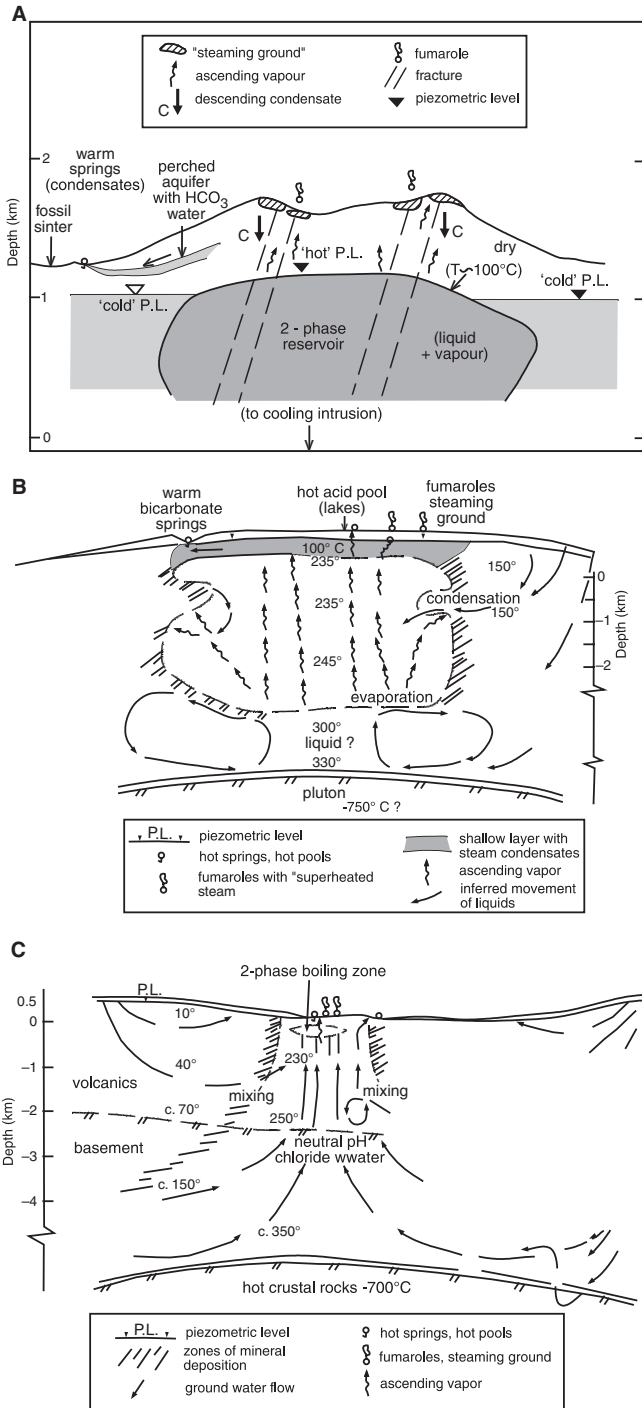 A
"steaming ground"
ascending vapour
C
descending condensate
fumarole
fracture
piezometric level
Depth (km)
2
1
0
warm
springs
(condensates)
perched
aquifer
with HCO3
water
fossil
sinter
C
C
'hot' P.L.
dry
(T~100°C)
'cold' P.L.
'cold' P.L.
2 - phase
reservoir
(liquid
+ vapour)
(to cooling intrusion)
B
warm
bicarbonate
springs
hot acid pool
(lakes)
fumaroles
steaming
ground
100° C
235°
150°
0
condensation
235°
150°
-1
Depth (km)
245°
-2
evaporation
300°
liquid ?
330°
pluton
-750° C ?
P.L.
piezometric level
hot springs, hot pools
fumaroles with "superheated
steam
shallow layer with
steam condensates
ascending vapor
inferred movement
of liquids
C
2-phase boiling zone
P.L.
0.5
0
10°
–1
40°
230°
volcanics
mixing
mixing
–2
c. 70°
250°
Depth (km)
basement
neutral pH
chloride wwater
–3
c. 150°
–4
c. 350°
hot crustal rocks -700°C
P.L.
piezometric level
zones of mineral
deposition
ground water flow
hot springs, hot pools
fumaroles, steaming ground
ascending vapor